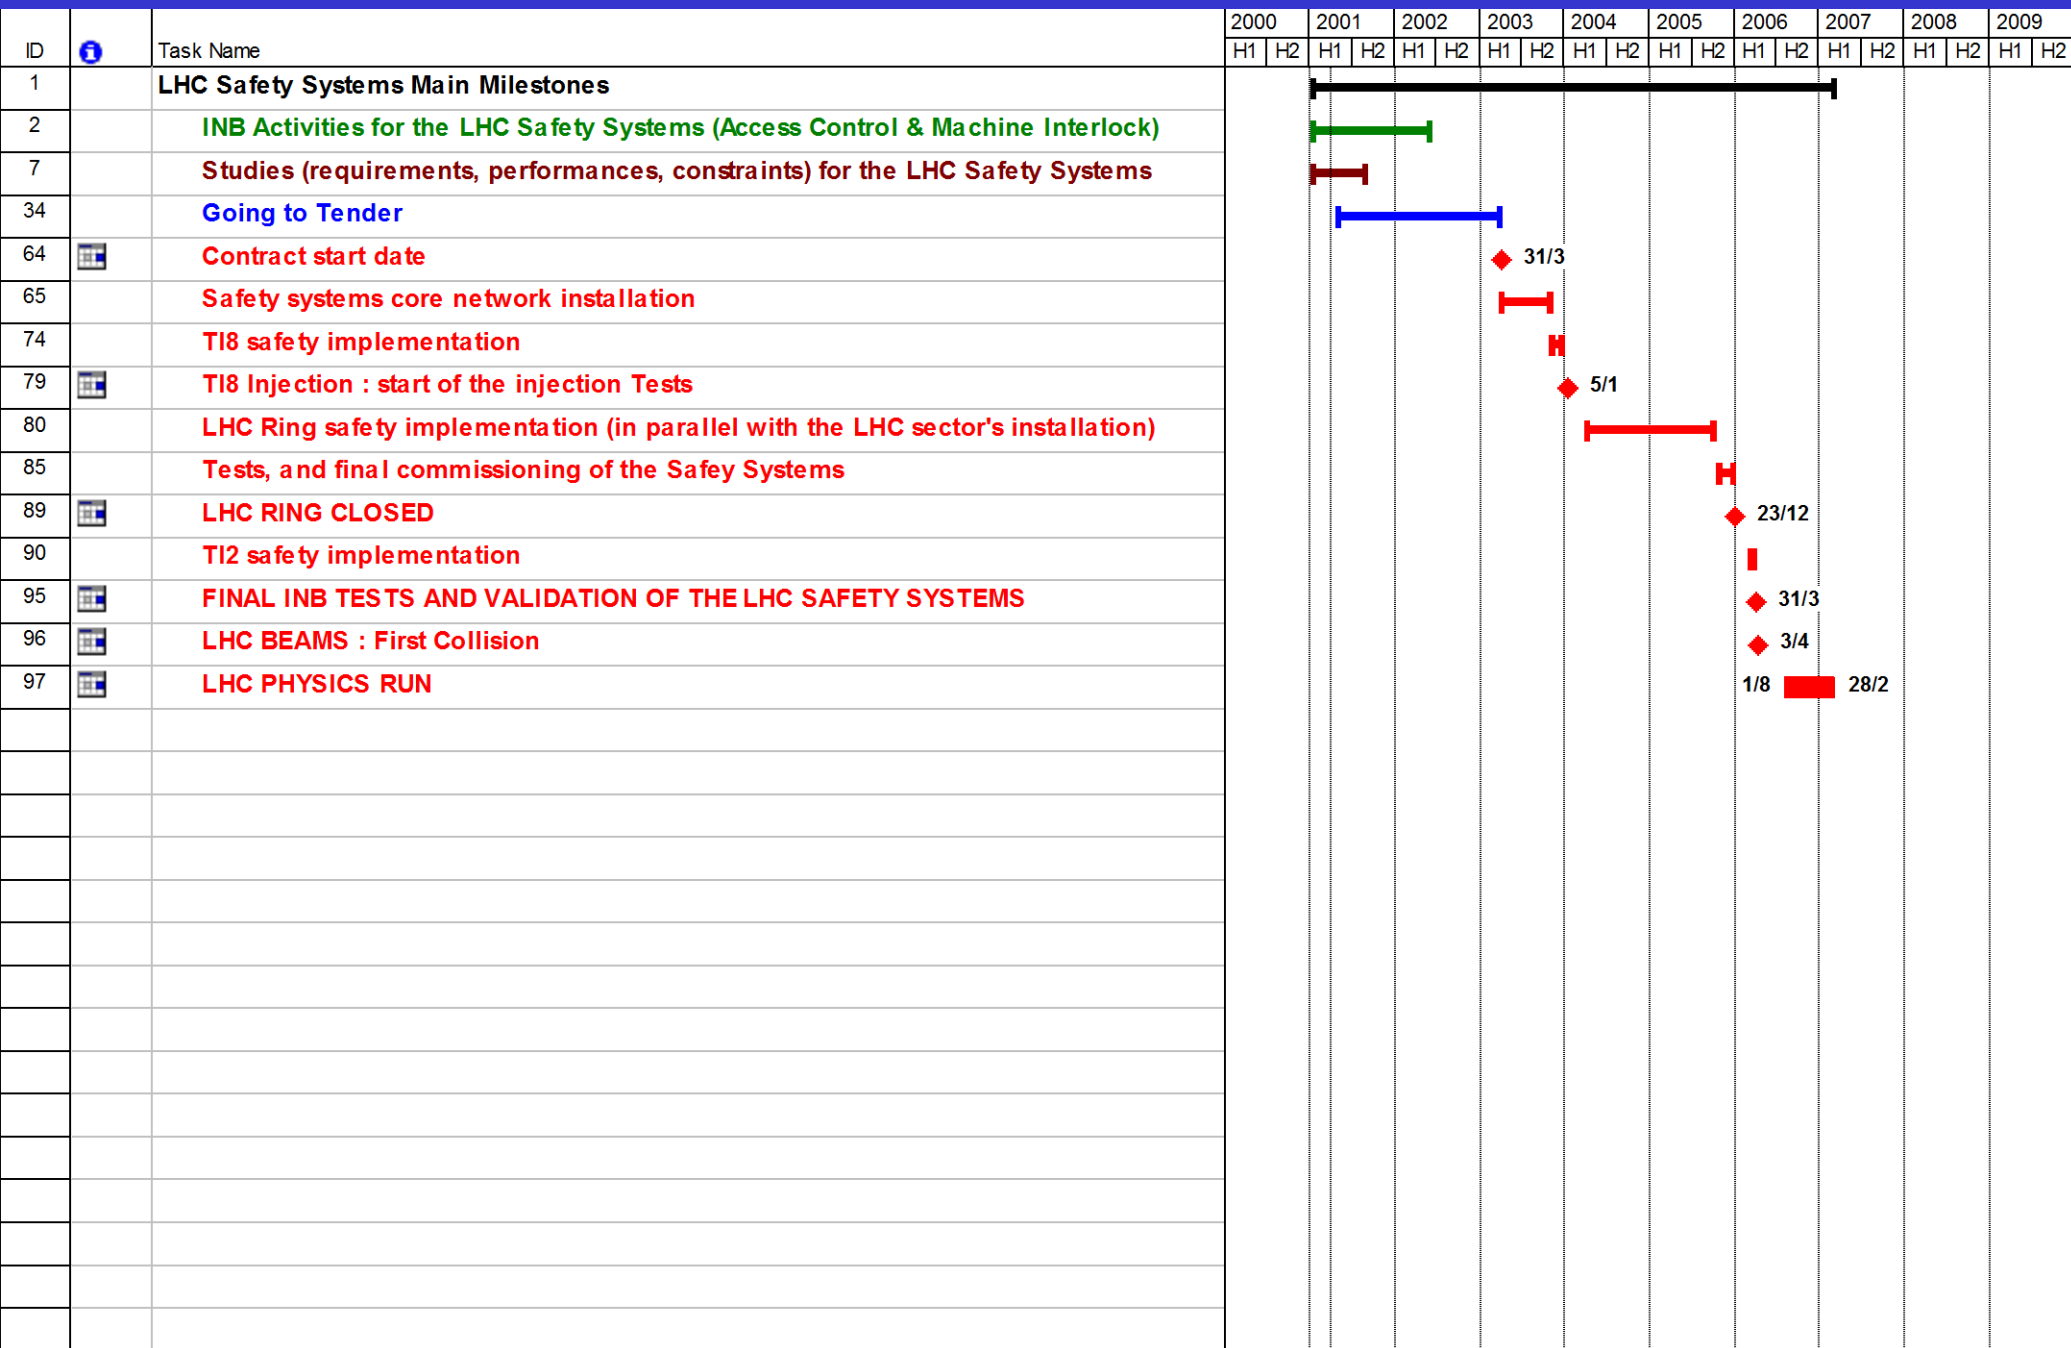 2000 2001 2002 2003 2004 2005 2006 2007 2008 2009
ID i Task Name H1 H2 H1 H2 H1 H2 H1 H2 H1 H2 H1 H2 H1 H2 H1 H2 H1 H2 H1 H2
1 LHC Safety Systems Main Milestones
2 INB Activities for the LHC Safety Systems (Access Control & Machine Interlock)
7 Studies (requirements, performances, constraints) for the LHC Safety Systems
34 Going to Tender
64 Contract start date 31/3
65 Safety systems core network installation
74 TI8 safety implementation
79 TI8 Injection : start of the injection Tests 5/1
80 LHC Ring safety implementation (in parallel with the LHC sector's installation)
85 Tests, and final commissioning of the Safey Systems
89 LHC RING CLOSED 23/12
90 TI2 safety implementation
95 FINAL INB TESTS AND VALIDATION OF THE LHC SAFETY SYSTEMS 31/3
96 LHC BEAMS : First Collision 3/4
97 LHC PHYSICS RUN 1/8 28/2